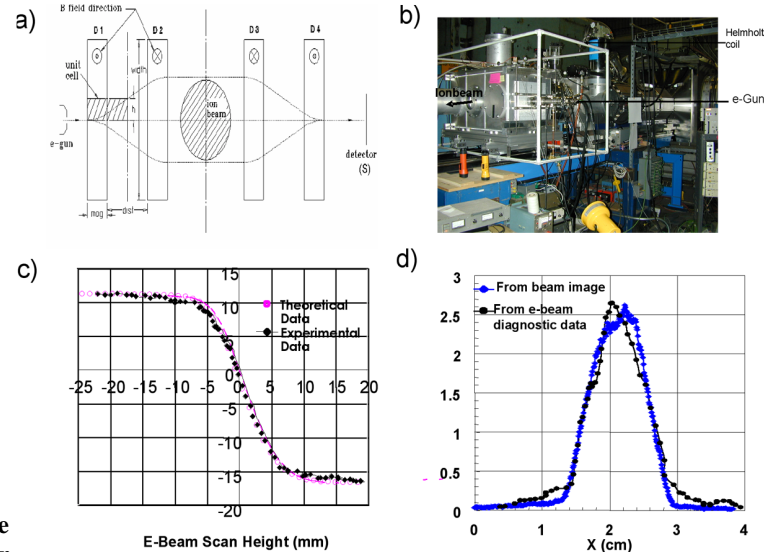 a)
B field direction
D1
D2
D3
D4
unit
cell
width
h
ion
beam
e-gun
detector
(S)
mag
dist
b)
Helmholt
coil
Ionbeam
e-Gun
c)
15
10
5
0
-25 -20 -15 -10 -5 0 5 10 15 20
-5
-10
-15
-20
Theoretical
Data
Experimental
Data
E-Beam Scan Height (mm)
d)
3
2.5
2
1.5
1
0.5
0
0 1 2 3 4
From beam image
From e-beam
diagnostic data
X (cm)
e